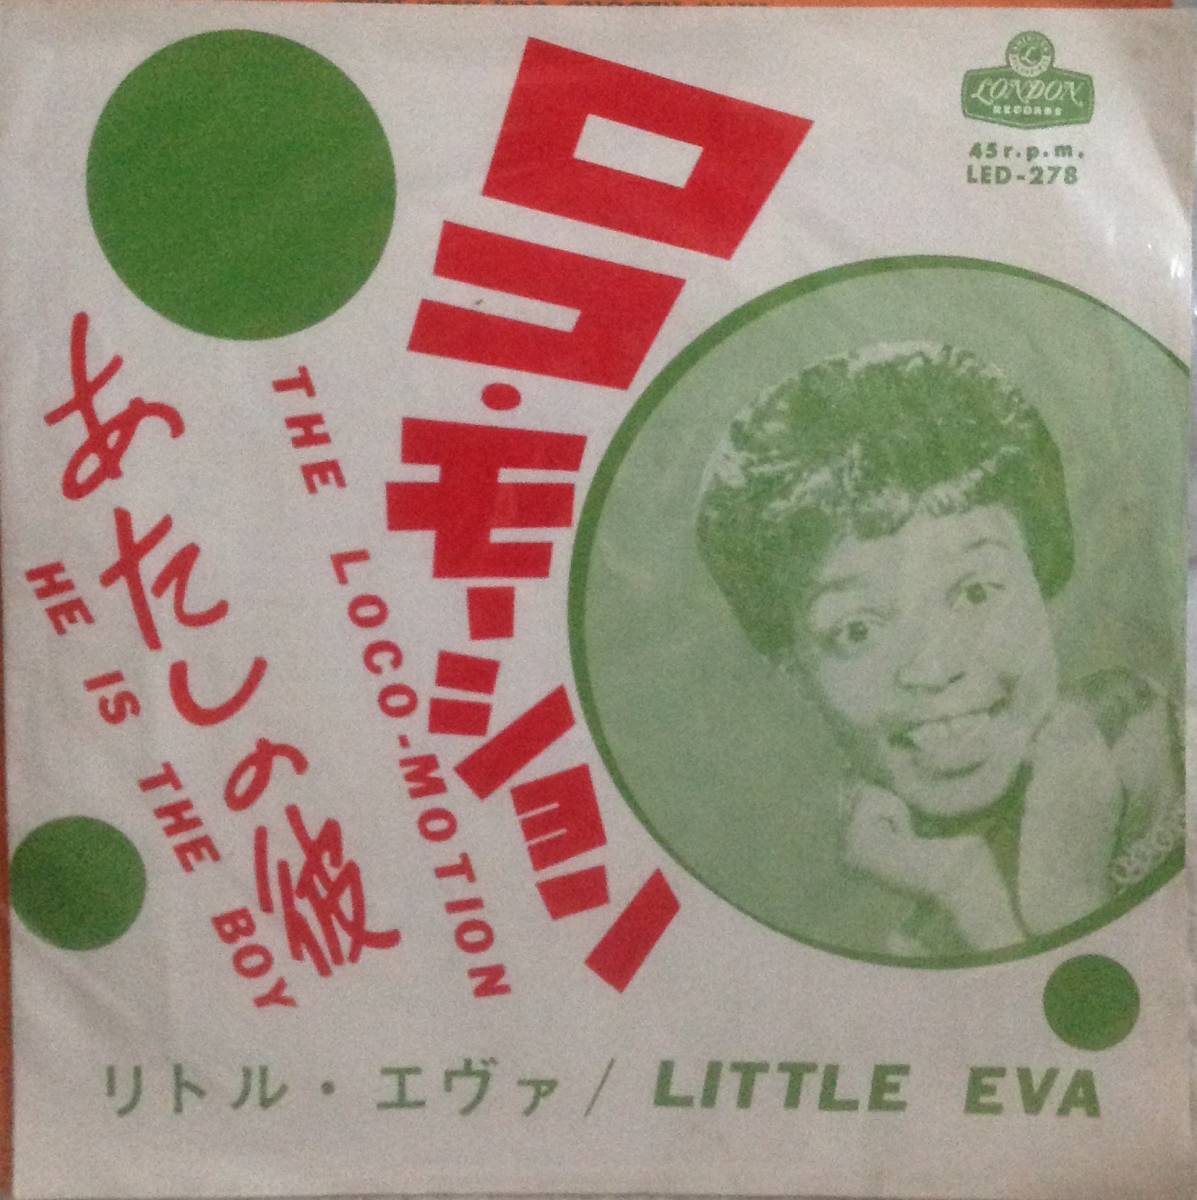 LONDON
RECORDS
45 r.p.m.
LED-278
ロコ・モーション
THE LOCO-MOTION
あたしの彼
HE IS THE BOY
リトル・エヴァ / LITTLE EVA